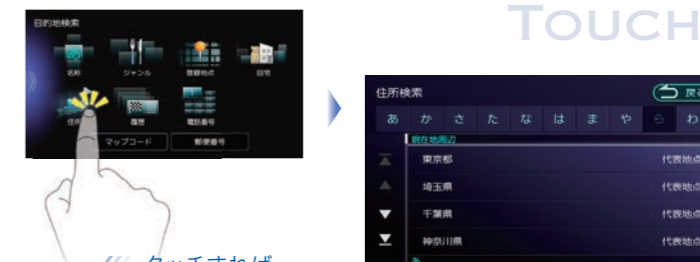 TOUCH
目的地検索
名称
ジャンル
登録地点
自宅
住所
履歴
電話番号
マップコード
郵便番号
タッチすれば
住所検索
戻る
あ か さ た な は ま や ら わ
現在地周辺
東京都 代表地点
埼玉県 代表地点
千葉県 代表地点
神奈川県 代表地点